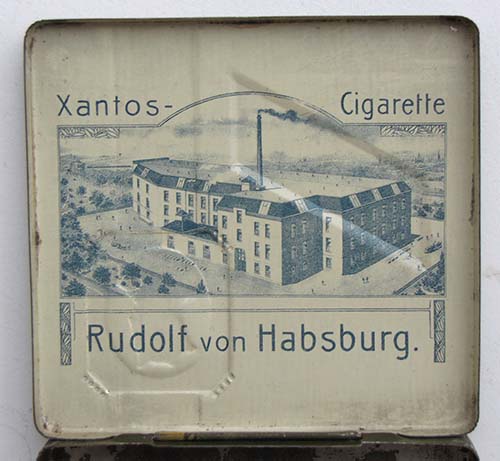 Xantos- Cigarette
Rudolf von Habsburg.